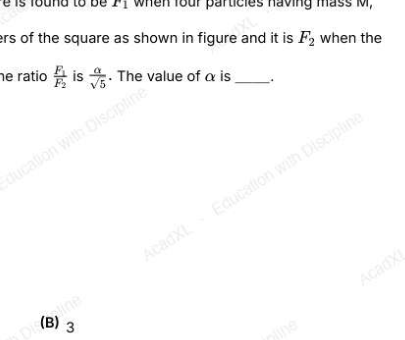 e is found to be F₁ when four particles having mass M,
ers of the square as shown in figure and it is F₂ when the
he ratio F₁/F₂ is α/√5. The value of α is ____.
Education with Discipline
AcadXL - Education with Discipline
AcadXL
(B) 3